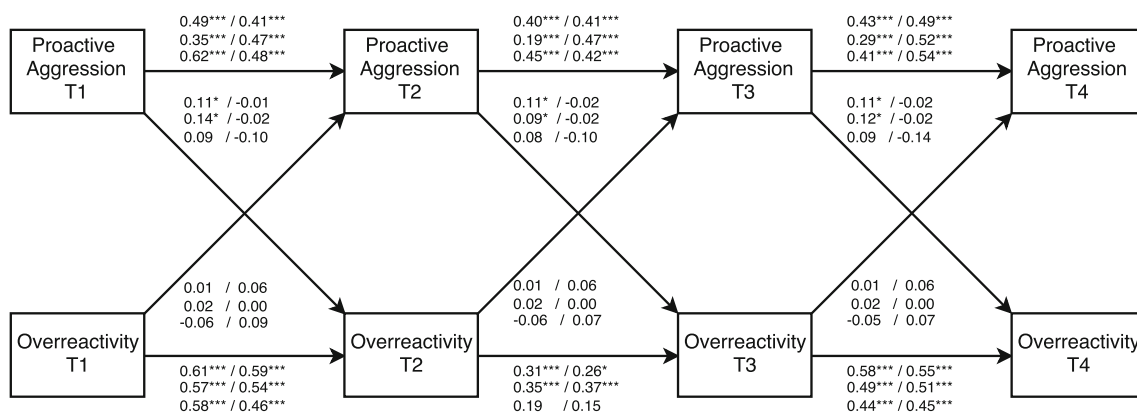 0.49*** / 0.41***
0.35*** / 0.47***
0.62*** / 0.48***
0.40*** / 0.41***
0.19*** / 0.47***
0.45*** / 0.42***
0.43*** / 0.49***
0.29*** / 0.52***
0.41*** / 0.54***
Proactive
Aggression
T1
Proactive
Aggression
T2
Proactive
Aggression
T3
Proactive
Aggression
T4
0.11* / -0.01
0.14* / -0.02
0.09 / -0.10
0.11* / -0.02
0.09* / -0.02
0.08 / -0.10
0.11* / -0.02
0.12* / -0.02
0.09 / -0.14
0.01 / 0.06
0.02 / 0.00
-0.06 / 0.09
0.01 / 0.06
0.02 / 0.00
-0.06 / 0.07
0.01 / 0.06
0.02 / 0.00
-0.05 / 0.07
Overreactivity
T1
Overreactivity
T2
Overreactivity
T3
Overreactivity
T4
0.61*** / 0.59***
0.57*** / 0.54***
0.58*** / 0.46***
0.31*** / 0.26*
0.35*** / 0.37***
0.19 / 0.15
0.58*** / 0.55***
0.49*** / 0.51***
0.44*** / 0.45***